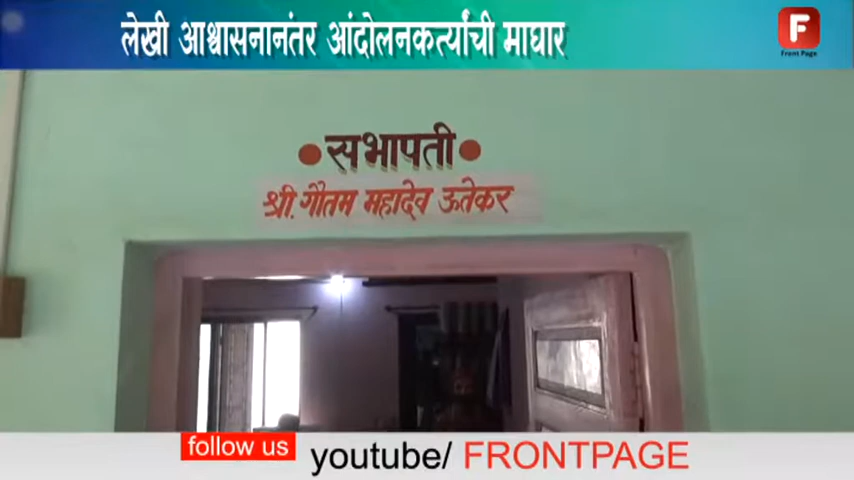 लेखी आश्वासनानंतर आंदोलनकर्त्यांची माघार
F
Front Page
सभापती
श्री. गौतम महादेव ऊतेकर
follow us
youtube/ FRONTPAGE